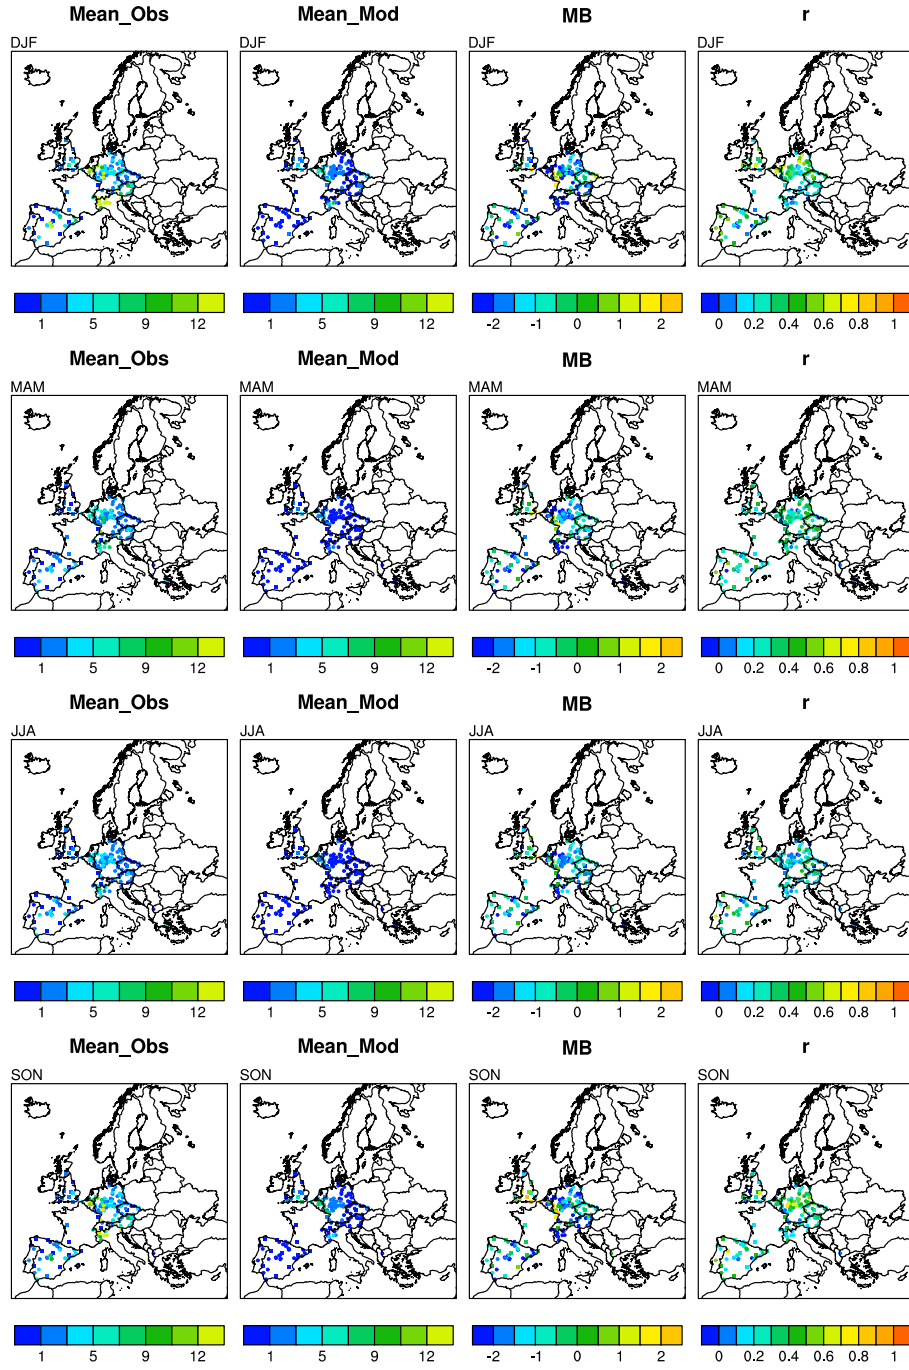 Mean_Obs Mean_Mod MB r
DJF DJF DJF DJF
1 5 9 12 1 5 9 12 -2 -1 0 1 2 0 0.2 0.4 0.6 0.8 1
Mean_Obs Mean_Mod MB r
MAM MAM MAM MAM
1 5 9 12 1 5 9 12 -2 -1 0 1 2 0 0.2 0.4 0.6 0.8 1
Mean_Obs Mean_Mod MB r
JJA JJA JJA JJA
1 5 9 12 1 5 9 12 -2 -1 0 1 2 0 0.2 0.4 0.6 0.8 1
Mean_Obs Mean_Mod MB r
SON SON SON SON
1 5 9 12 1 5 9 12 -2 -1 0 1 2 0 0.2 0.4 0.6 0.8 1